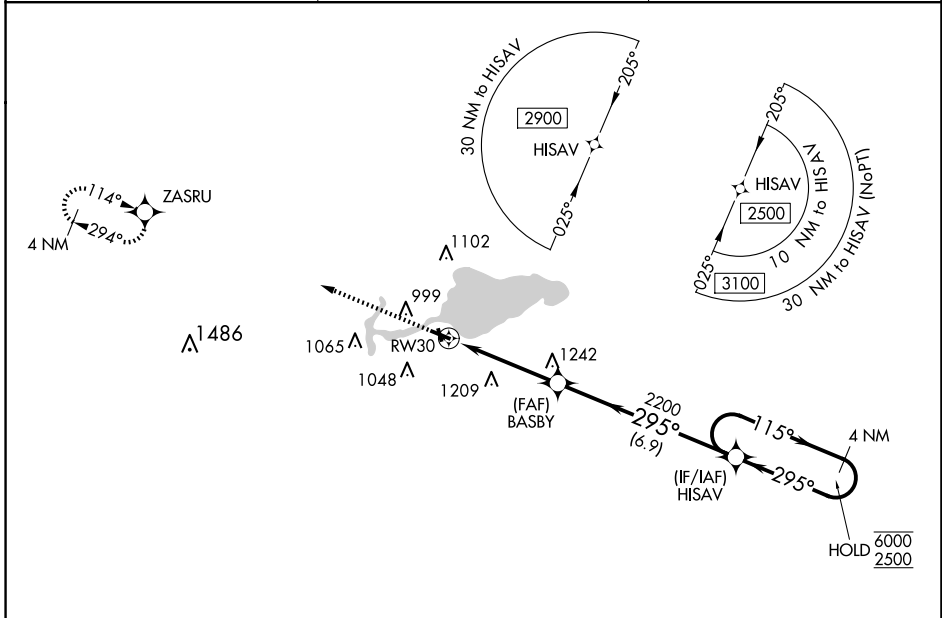 30 NM to HISAV
205°
2900
HISAV
025°
205°
HISAV
2500
10 NM to HISAV
30 NM to HISAV (NoPT)
025°
3100
114°
ZASRU
294°
4 NM
1102
999
1486
1065
RW30
1048
1209
1242
(FAF)
BASBY
2200
295°
(6.9)
115°
4 NM
295°
(IF/IAF)
HISAV
HOLD
6000
2500